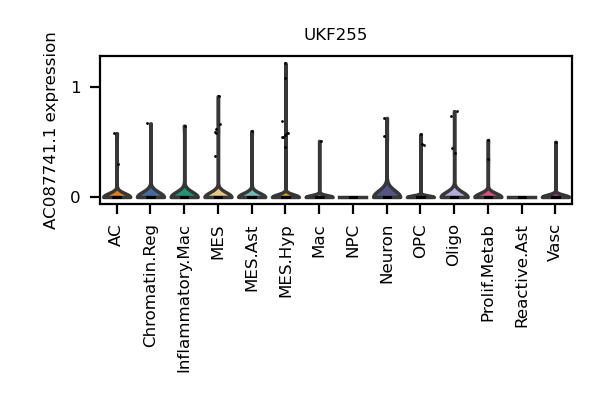 UKF255
AC087741.1 expression
1
0
AC
Chromatin.Reg
Inflammatory.Mac
MES
MES.Ast
MES.Hyp
Mac
NPC
Neuron
OPC
Oligo
Prolif.Metab
Reactive.Ast
Vasc